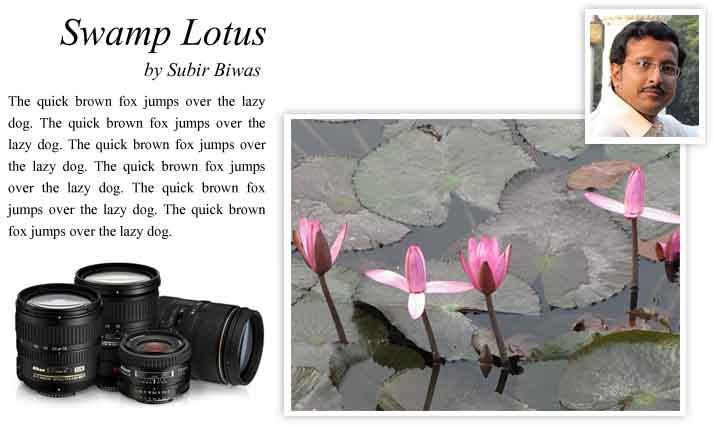 Swamp Lotus
by Subir Biwas
The quick brown fox jumps over the lazy
dog. The quick brown fox jumps over the
lazy dog. The quick brown fox jumps over
the lazy dog. The quick brown fox jumps
over the lazy dog. The quick brown fox
jumps over the lazy dog. The quick brown
fox jumps over the lazy dog.
Nikon